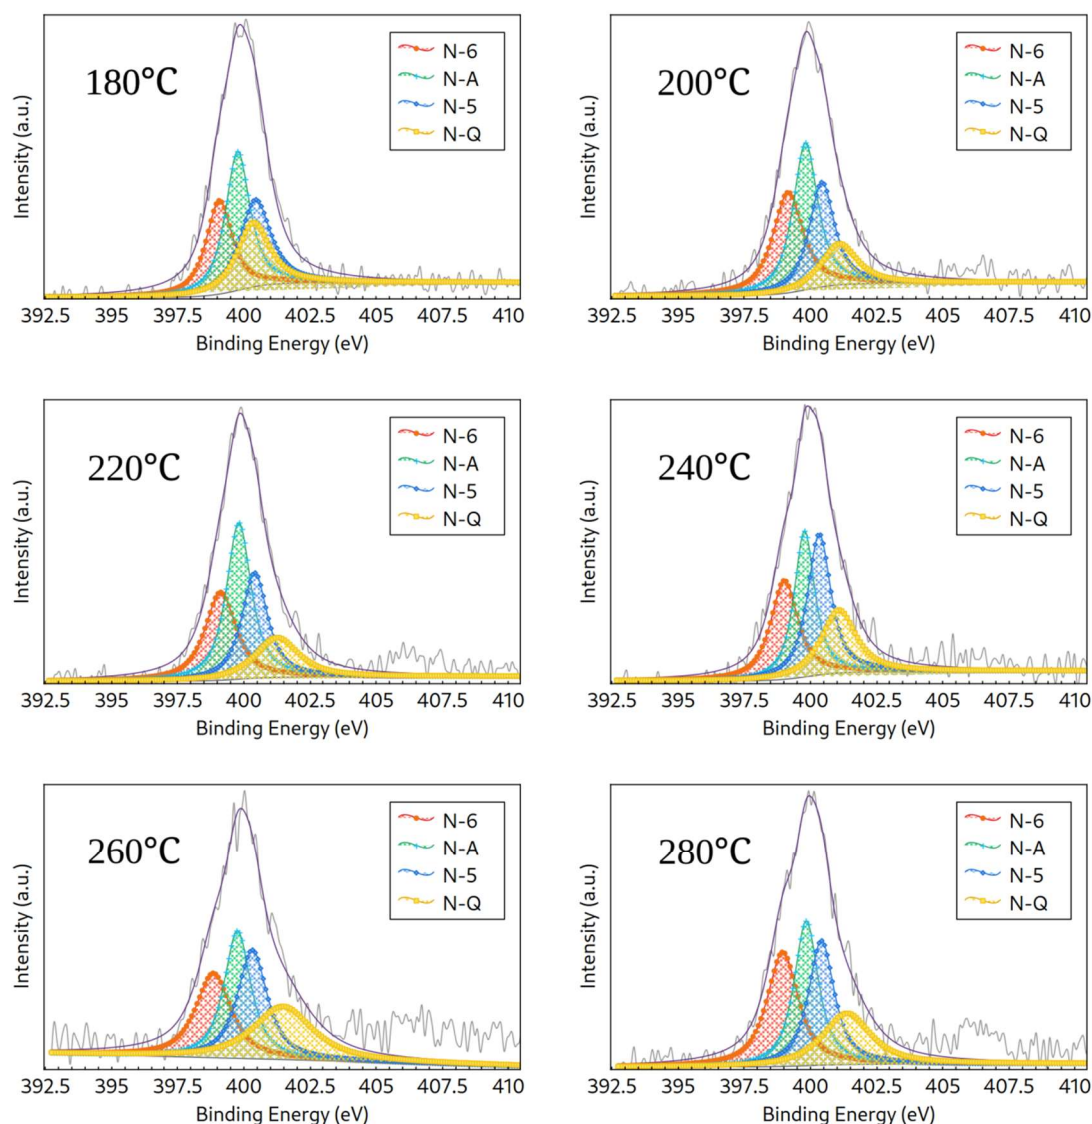 180℃
N-6
N-A
N-5
N-Q
Intensity (a.u.)
392.5 395 397.5 400 402.5 405 407.5 410
Binding Energy (eV)
200℃
N-6
N-A
N-5
N-Q
Intensity (a.u.)
392.5 395 397.5 400 402.5 405 407.5 410
Binding Energy (eV)
220℃
N-6
N-A
N-5
N-Q
Intensity (a.u.)
392.5 395 397.5 400 402.5 405 407.5 410
Binding Energy (eV)
240℃
N-6
N-A
N-5
N-Q
Intensity (a.u.)
392.5 395 397.5 400 402.5 405 407.5 410
Binding Energy (eV)
260℃
N-6
N-A
N-5
N-Q
Intensity (a.u.)
392.5 395 397.5 400 402.5 405 407.5 410
Binding Energy (eV)
280℃
N-6
N-A
N-5
N-Q
Intensity (a.u.)
392.5 395 397.5 400 402.5 405 407.5 410
Binding Energy (eV)